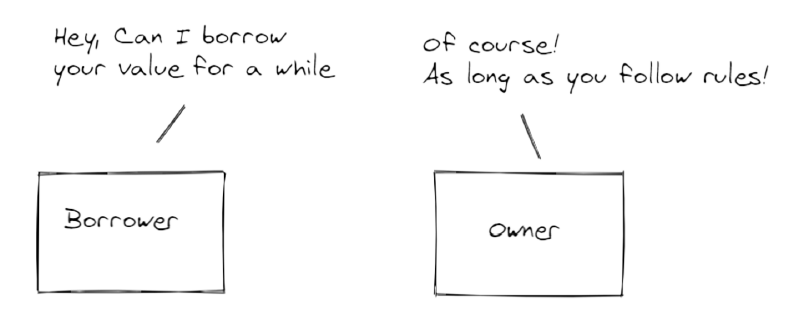 Hey, Can I borrow
your value for a while
of course!
As long as you follow rules!
Borrower
Owner